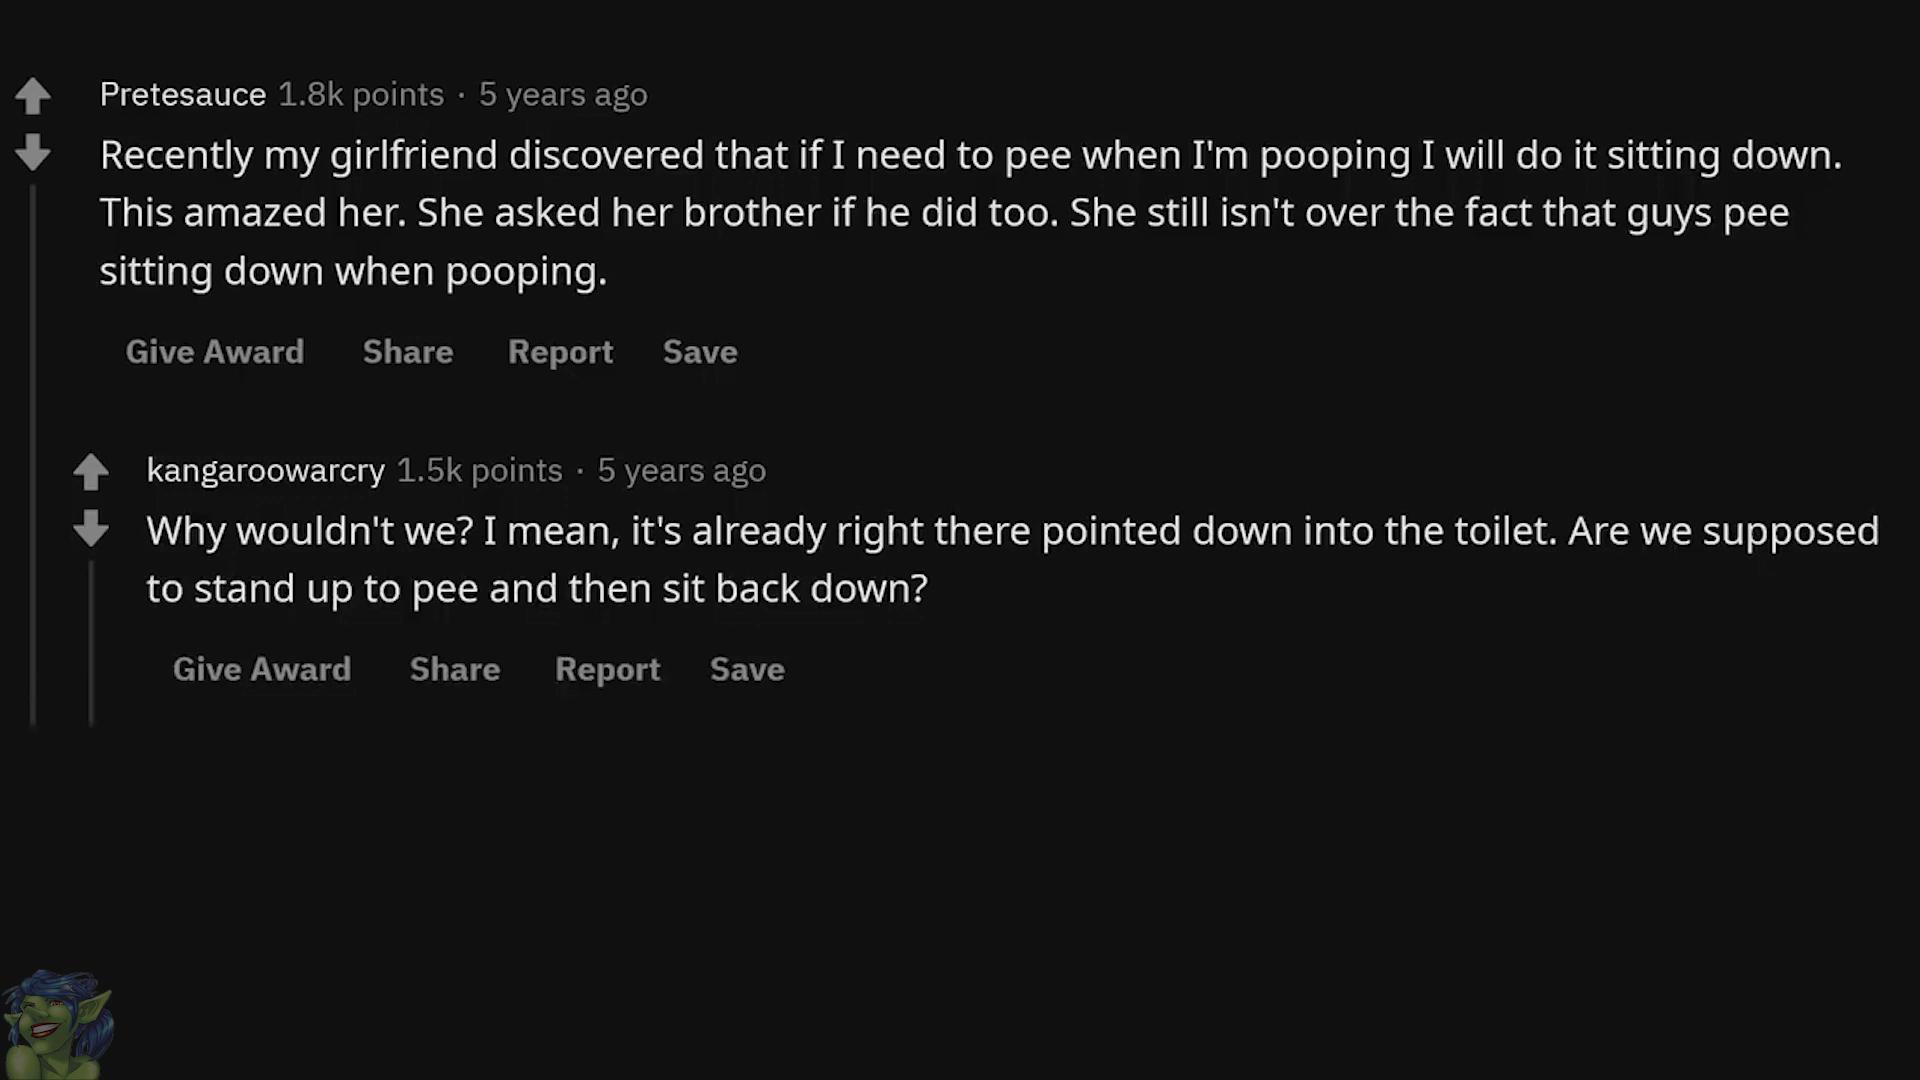 Pretesauce 1.8k points · 5 years ago
Recently my girlfriend discovered that if I need to pee when I'm pooping I will do it sitting down.
This amazed her. She asked her brother if he did too. She still isn't over the fact that guys pee
sitting down when pooping.
Give Award Share Report Save
kangaroowarcry 1.5k points · 5 years ago
Why wouldn't we? I mean, it's already right there pointed down into the toilet. Are we supposed
to stand up to pee and then sit back down?
Give Award Share Report Save